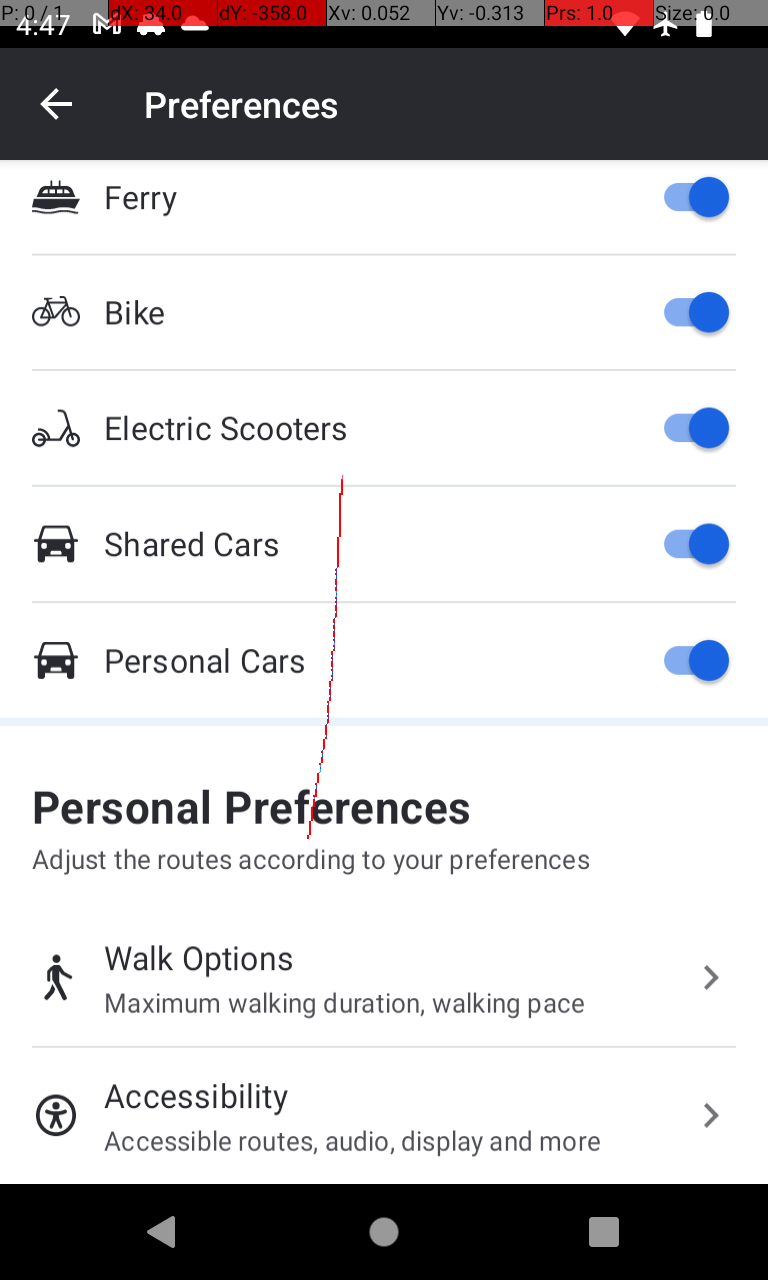 P: 0 / 1 dX: 34.0 dY: -358.0 Xv: 0.052 Yv: -0.313 Prs: 1.0 Size: 0.0
4:47
Preferences
Ferry
Bike
Electric Scooters
Shared Cars
Personal Cars
Personal Preferences
Adjust the routes according to your preferences
Walk Options
Maximum walking duration, walking pace
Accessibility
Accessible routes, audio, display and more